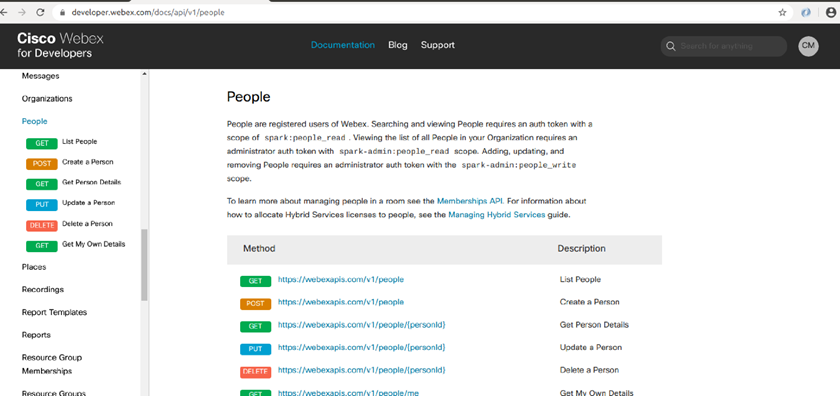 developer.webex.com/docs/api/v1/people
Cisco Webex
for Developers
Documentation
Blog
Support
Search for anything
CM
Messages
Organizations
People
GET List People
POST Create a Person
GET Get Person Details
PUT Update a Person
DELETE Delete a Person
GET Get My Own Details
Places
Recordings
Report Templates
Reports
Resource Group
Memberships
Resource Groups
People
People are registered users of Webex. Searching and viewing People requires an auth token with a
scope of spark:people_read. Viewing the list of all People in your Organization requires an
administrator auth token with spark-admin:people_read scope. Adding, updating, and
removing People requires an administrator auth token with the spark-admin:people_write
scope.
To learn more about managing people in a room see the Memberships API. For information about
how to allocate Hybrid Services licenses to people, see the Managing Hybrid Services guide.
Method Description
GET https://webexapis.com/v1/people List People
POST https://webexapis.com/v1/people Create a Person
GET https://webexapis.com/v1/people/{personId} Get Person Details
PUT https://webexapis.com/v1/people/{personId} Update a Person
DELETE https://webexapis.com/v1/people/{personId} Delete a Person
GET https://webexapis.com/v1/people/me Get My Own Details